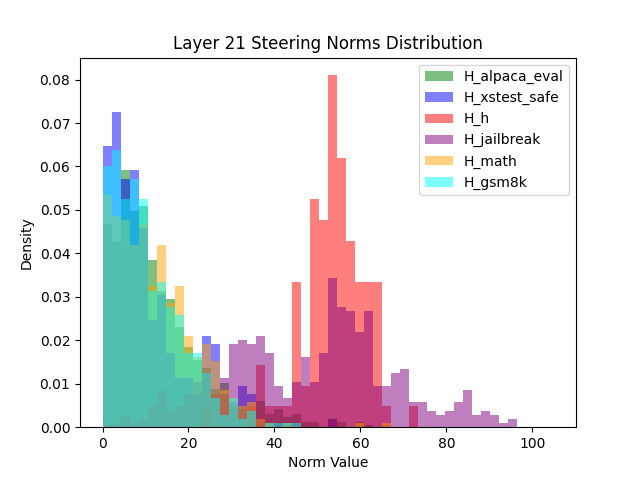 Layer 21 Steering Norms Distribution
H_alpaca_eval
H_xstest_safe
H_h
H_jailbreak
H_math
H_gsm8k
0.08
0.07
0.06
0.05
0.04
0.03
0.02
0.01
0.00
Density
0 20 40 60 80 100
Norm Value